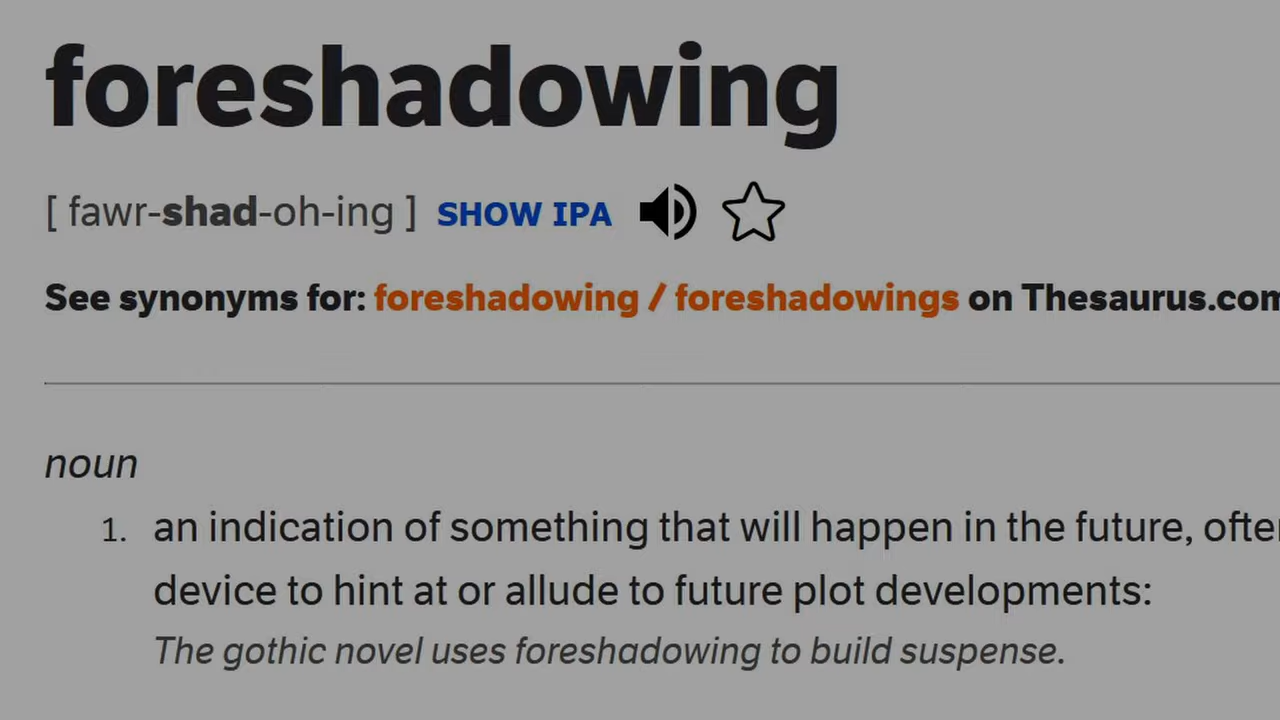 foreshadowing
[ fawr-shad-oh-ing ] SHOW IPA
See synonyms for: foreshadowing / foreshadowings on Thesaurus.com
noun
1. an indication of something that will happen in the future, often
device to hint at or allude to future plot developments:
The gothic novel uses foreshadowing to build suspense.